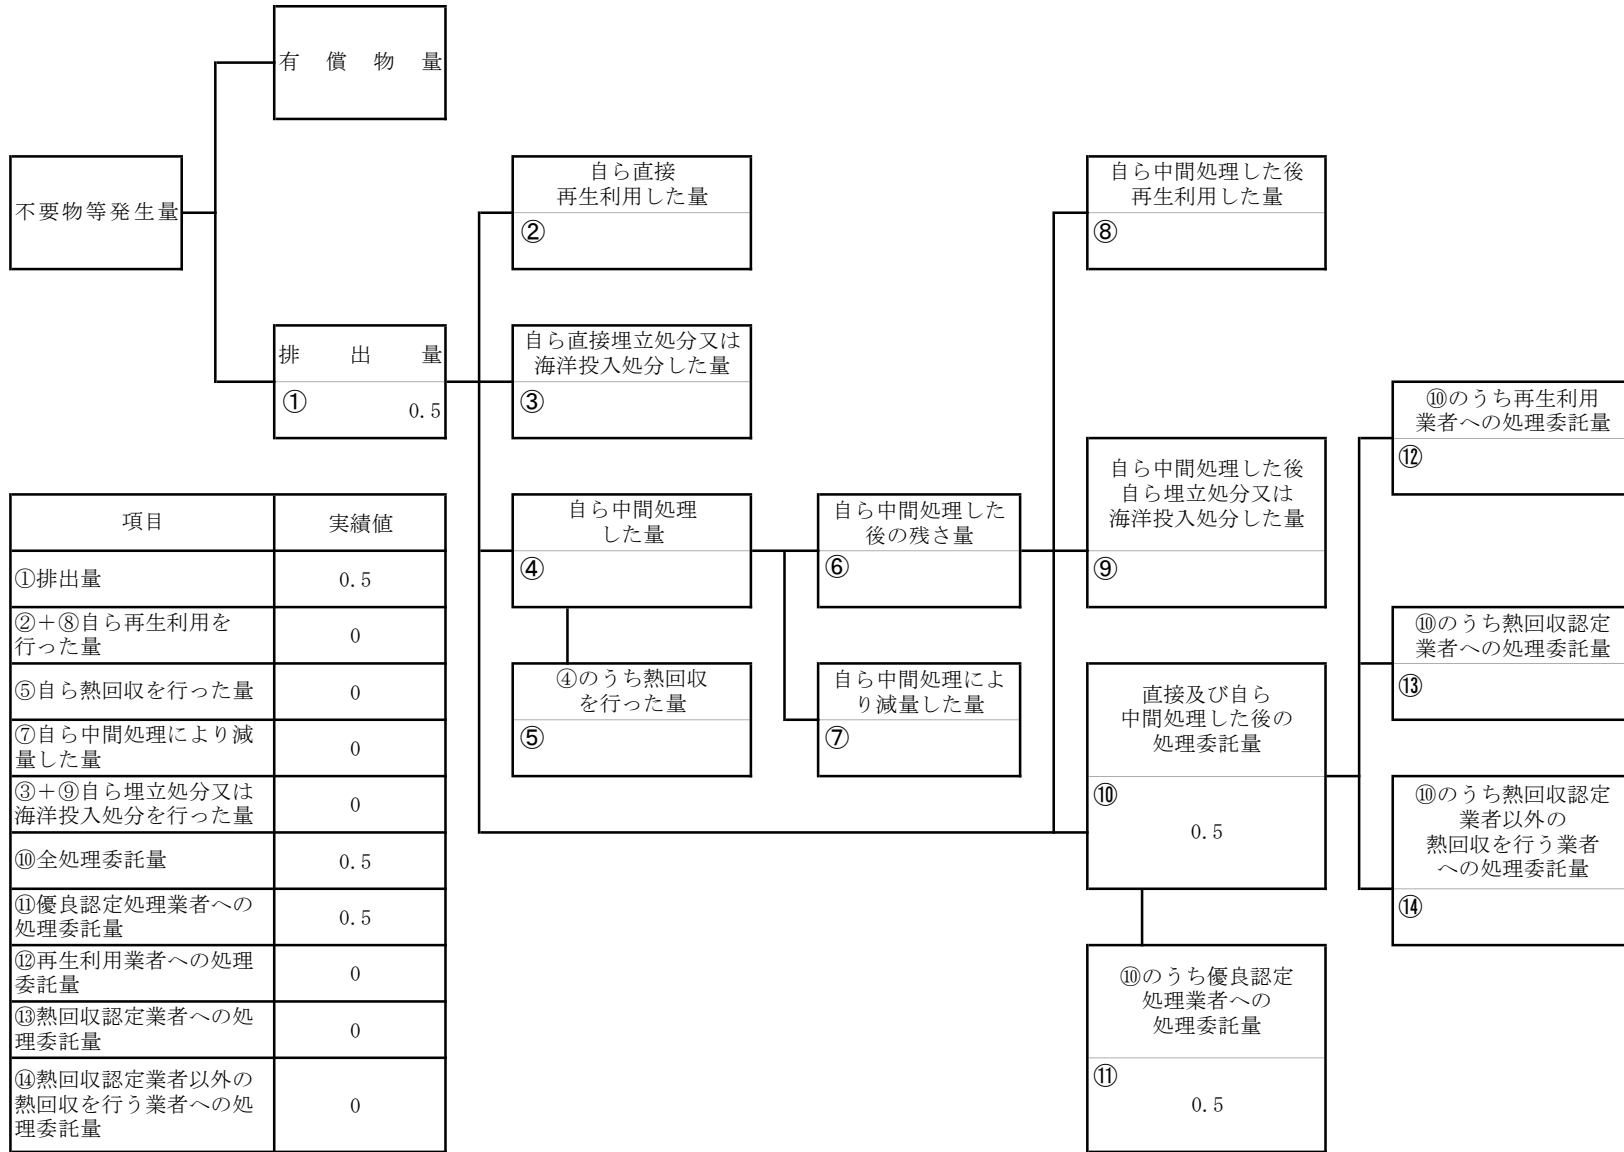 有償物量
不要物等発生量
自ら直接
再生利用した量
②
自ら中間処理した後
再生利用した量
⑧
排出量
①
0.5
自ら直接埋立処分又は
海洋投入処分した量
③
自ら中間処理
した量
④
自ら中間処理した
後の残さ量
⑥
自ら中間処理した後
自ら埋立処分又は
海洋投入処分した量
⑨
⑩のうち再生利用
業者への処理委託量
⑫
④のうち熱回収
を行った量
⑤
自ら中間処理によ
り減量した量
⑦
直接及び自ら
中間処理した後の
処理委託量
⑩
0.5
⑩のうち熱回収認定
業者への処理委託量
⑬
⑩のうち熱回収認定
業者以外の
熱回収を行う業者
への処理委託量
⑭
⑩のうち優良認定
処理業者への
処理委託量
⑪
0.5
項目 実績値
①排出量 0.5
②＋⑧自ら再生利用を
行った量 0
⑤自ら熱回収を行った量 0
⑦自ら中間処理により減
量した量 0
③＋⑨自ら埋立処分又は
海洋投入処分を行った量 0
⑩全処理委託量 0.5
⑪優良認定処理業者への
処理委託量 0.5
⑫再生利用業者への処理
委託量 0
⑬熱回収認定業者への処
理委託量 0
⑭熱回収認定業者以外の
熱回収を行う業者への処
理委託量 0